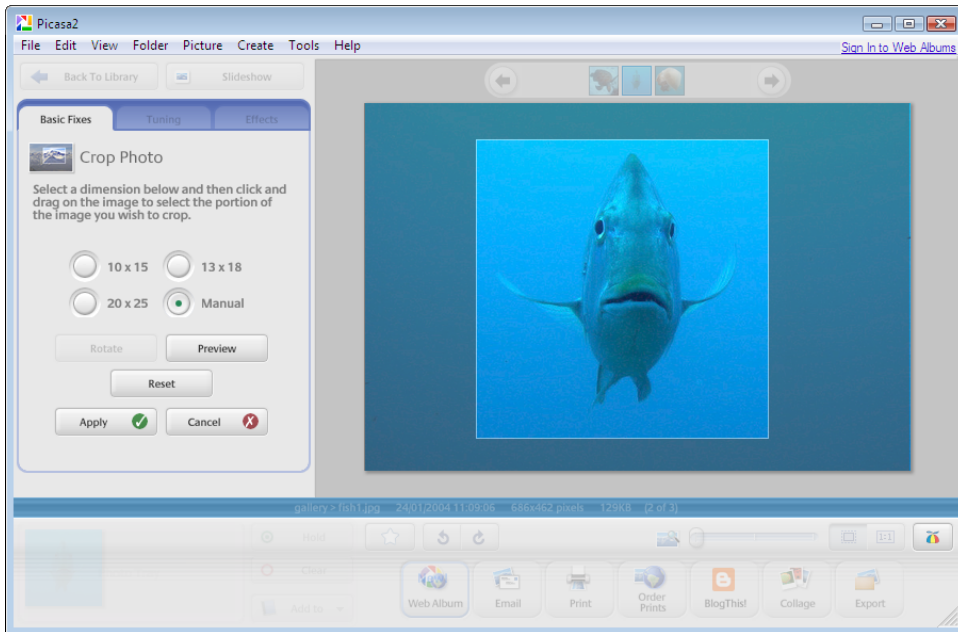 Picasa2
File Edit View Folder Picture Create Tools Help
Sign In to Web Albums
Back To Library
Slideshow
Basic Fixes
Tuning
Effects
Crop Photo
Select a dimension below and then click and
drag on the image to select the portion of
the image you wish to crop.
10 x 15
13 x 18
20 x 25
Manual
Rotate
Preview
Reset
Apply
Cancel
gallery > fish1.jpg 24/01/2004 11:09:06 686x462 pixels 129KB (2 of 3)
Hold
1:1
Clear
Add to
Web Album
Email
Print
Order
Prints
BlogThis!
Collage
Export